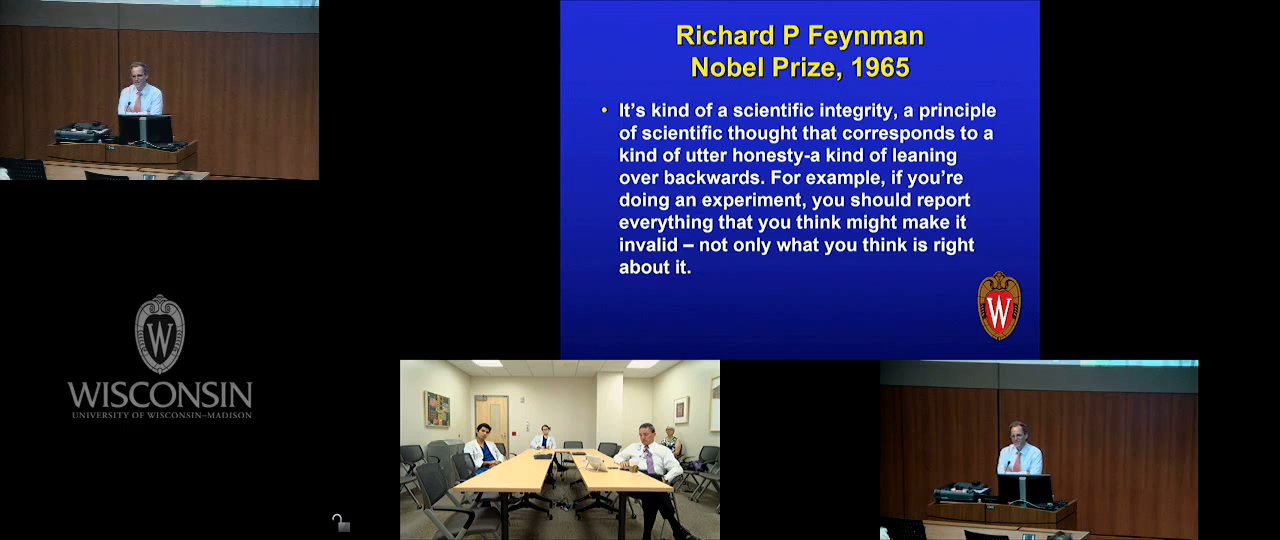 Richard P Feynman
Nobel Prize, 1965
• It’s kind of a scientific integrity, a principle
of scientific thought that corresponds to a
kind of utter honesty-a kind of leaning
over backwards. For example, if you’re
doing an experiment, you should report
everything that you think might make it
invalid – not only what you think is right
about it.
W
W
WISCONSIN
UNIVERSITY OF WISCONSIN–MADISON